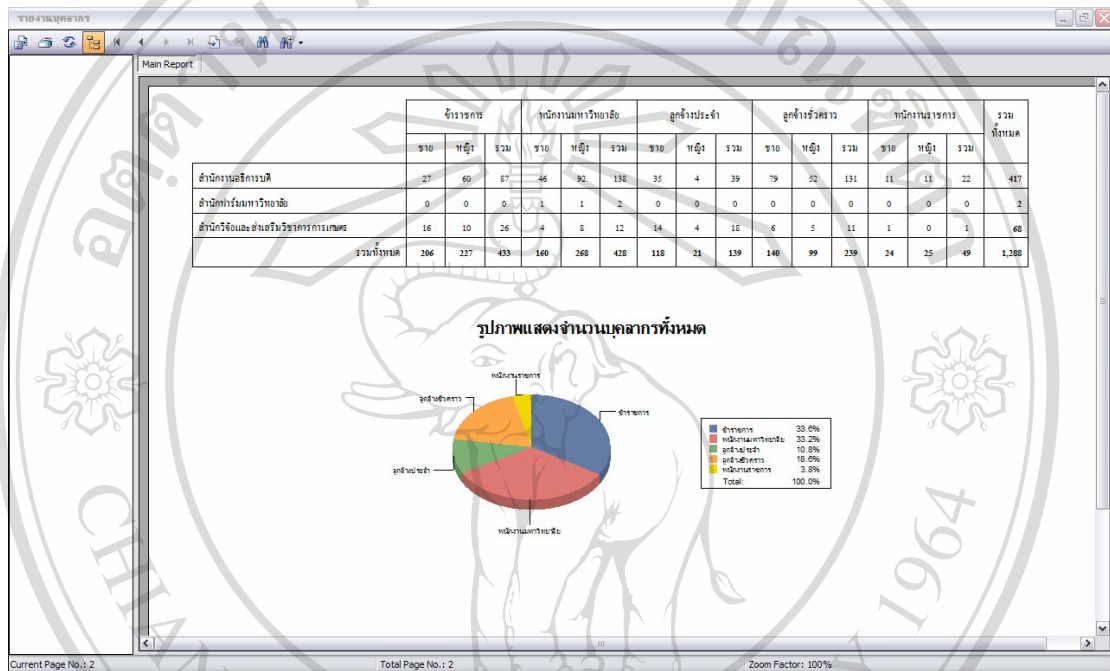 รายงานบุคลากร
Main Report
ข้าราชการ พนักงานมหาวิทยาลัย ลูกจ้างประจำ ลูกจ้างชั่วคราว พนักงานราชการ รวมทั้งหมด
ชาย หญิง รวม ชาย หญิง รวม ชาย หญิง รวม ชาย หญิง รวม ชาย หญิง รวม
สำนักงานอธิการบดี 27 60 87 46 92 138 35 4 39 79 52 131 11 11 22 417
สำนักฟาร์มมหาวิทยาลัย 0 0 0 1 1 2 0 0 0 0 0 0 0 0 0 2
สำนักวิจัยและส่งเสริมวิชาการการเกษตร 16 10 26 4 8 12 14 4 18 6 5 11 1 0 1 68
รวมทั้งหมด 206 227 433 160 268 428 118 21 139 140 99 239 24 25 49 1,288
รูปภาพแสดงจำนวนบุคลากรทั้งหมด
พนักงานราชการ
ลูกจ้างชั่วคราว
ข้าราชการ
ลูกจ้างประจำ
พนักงานมหาวิทยาลัย
ข้าราชการ 33.6%
พนักงานมหาวิทยาลัย 33.2%
ลูกจ้างประจำ 10.8%
ลูกจ้างชั่วคราว 18.6%
พนักงานราชการ 3.8%
Total: 100.0%
1964
Current Page No.: 2 Total Page No.: 2 Zoom Factor: 100%